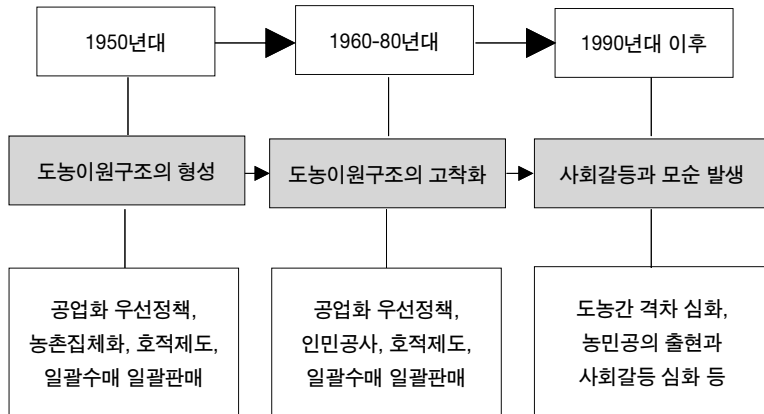 1950년대
1960-80년대
1990년대 이후
도농이원구조의 형성
도농이원구조의 고착화
사회갈등과 모순 발생
공업화 우선정책,
농촌집체화, 호적제도,
일괄수매 일괄판매
공업화 우선정책,
인민공사, 호적제도,
일괄수매 일괄판매
도농간 격차 심화,
농민공의 출현과
사회갈등 심화 등